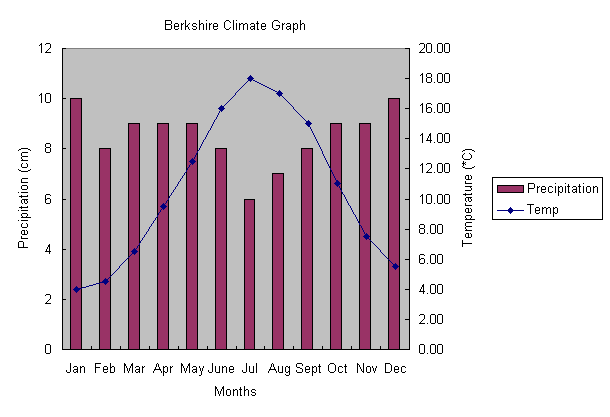 Berkshire Climate Graph
12
10
8
6
4
2
0
Precipitation (cm)
20.00
18.00
16.00
14.00
12.00
10.00
8.00
6.00
4.00
2.00
0.00
Temperature (*C)
Jan Feb Mar Apr May June Jul Aug Sept Oct Nov Dec
Months
Precipitation
Temp